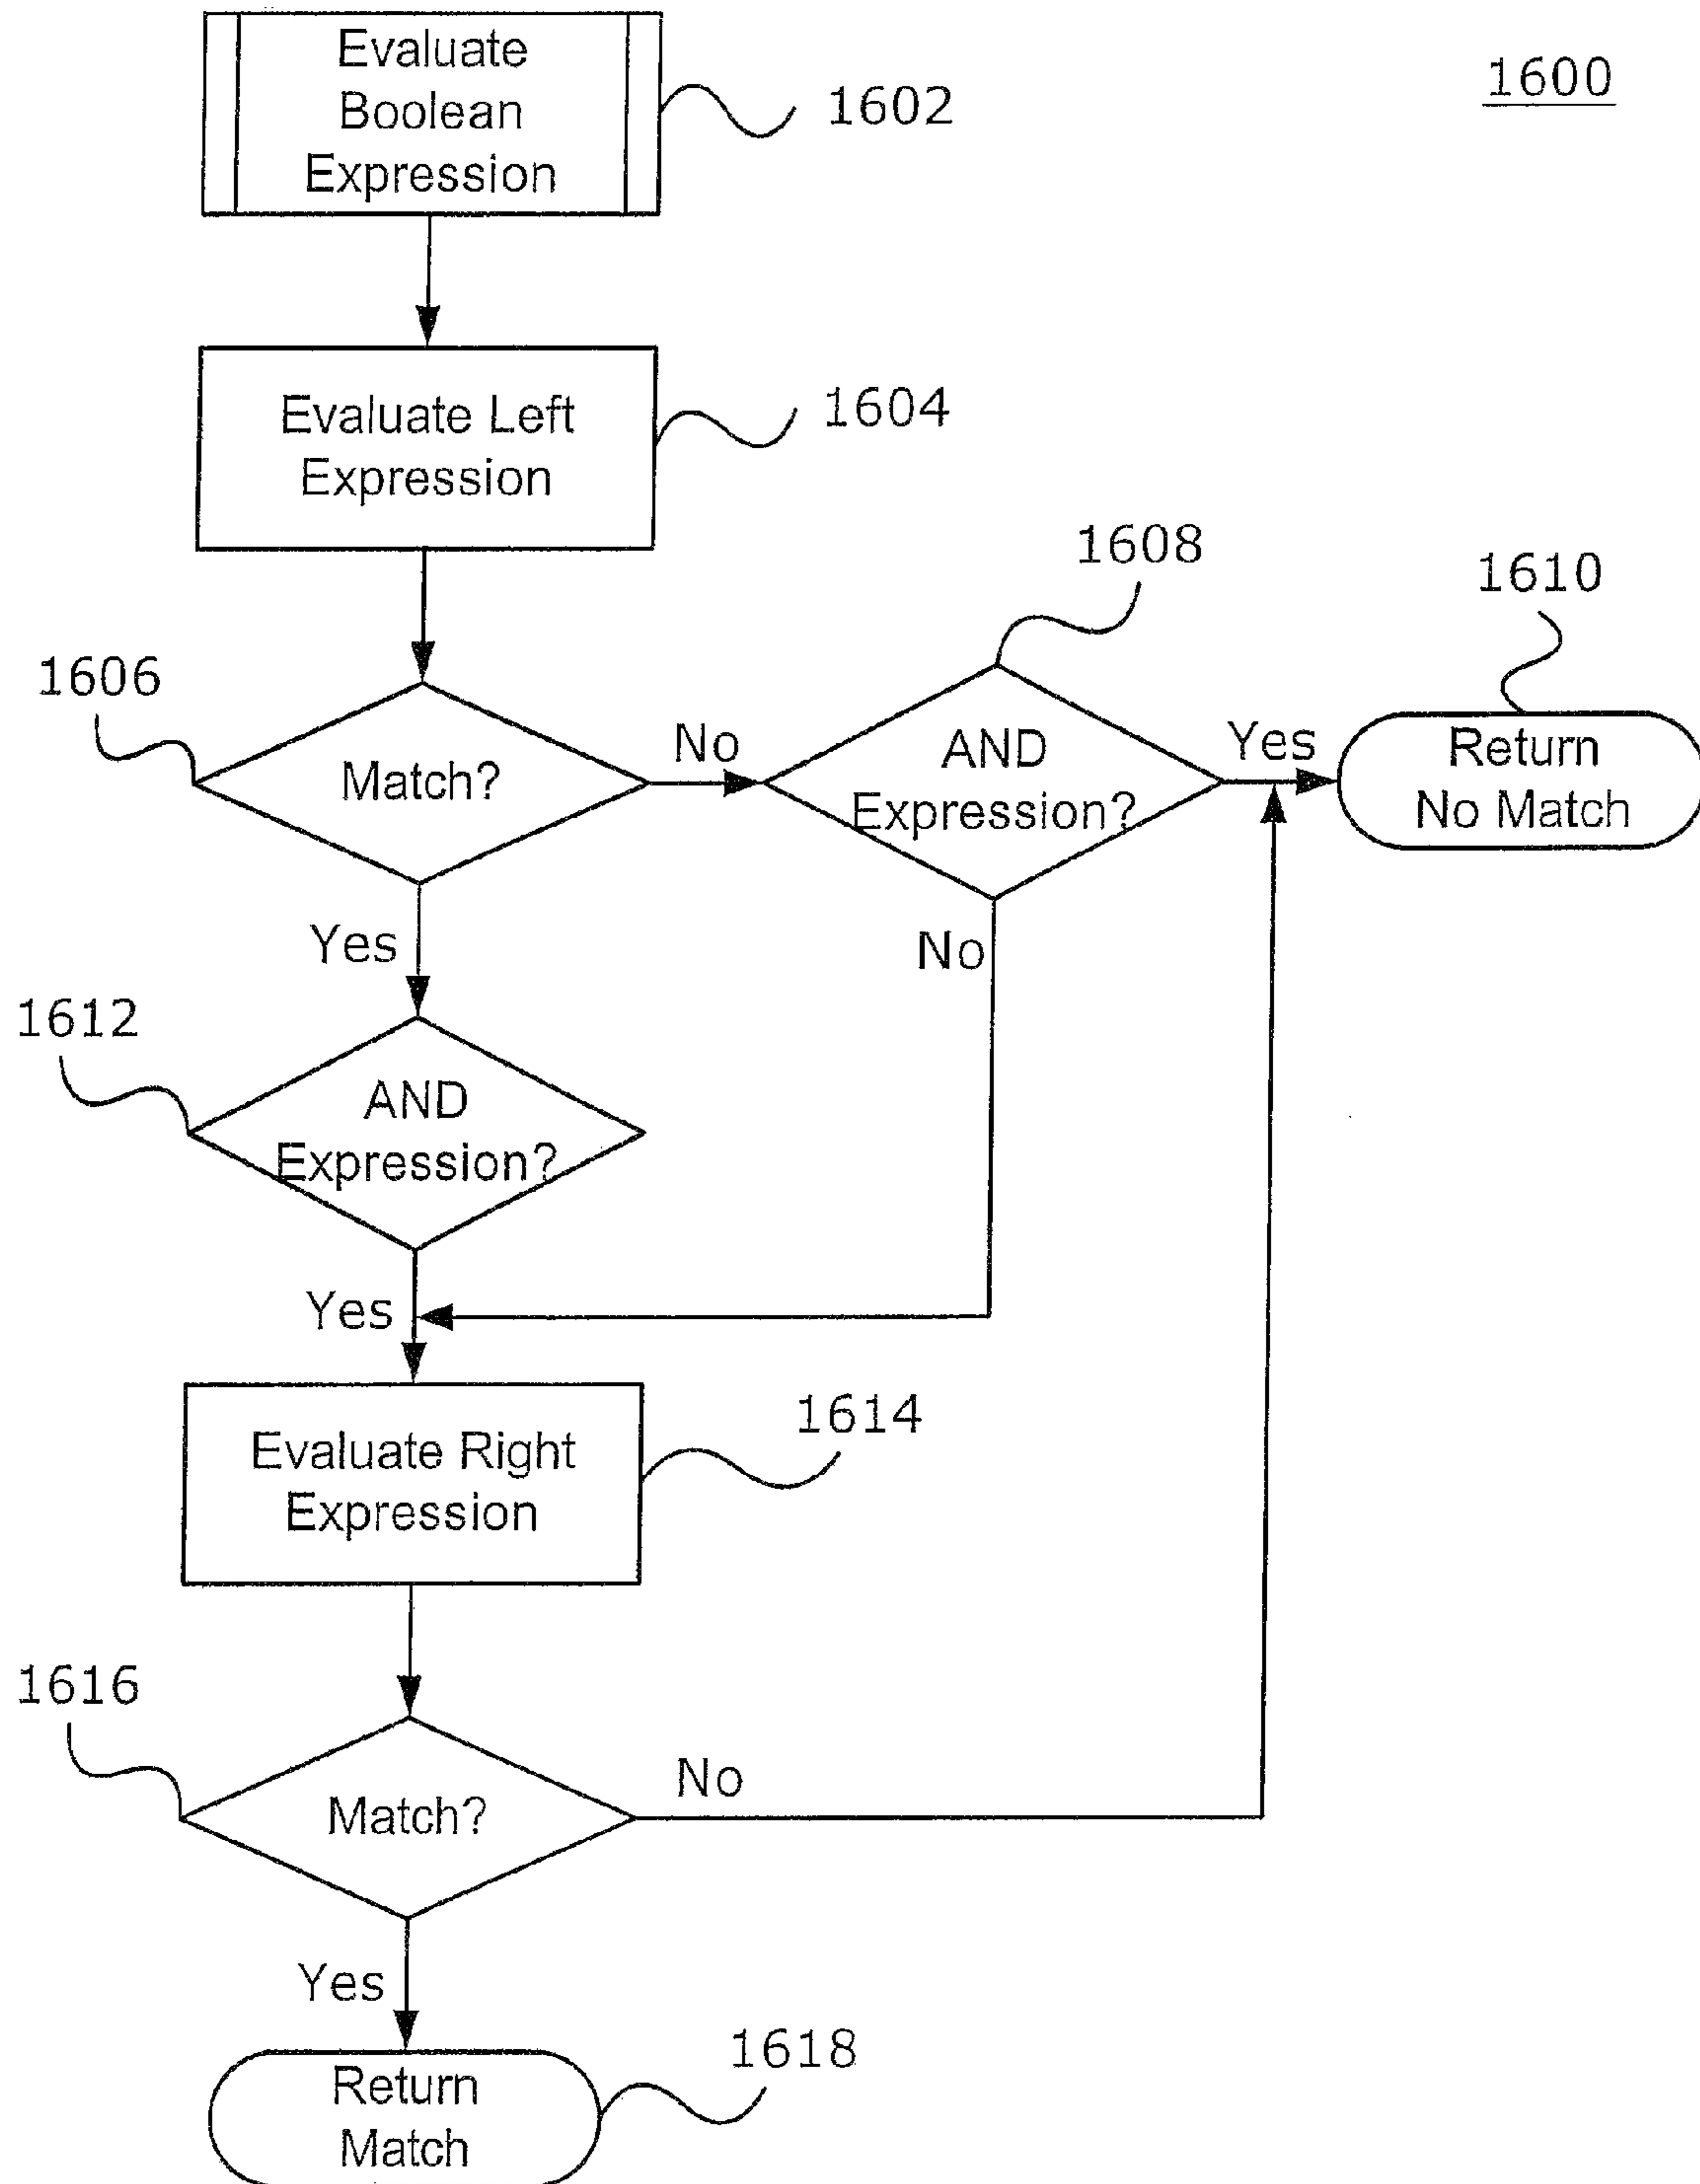 1600
Evaluate
Boolean
Expression
1602
Evaluate Left
Expression
1604
1606
Match?
No
1608
AND
Expression?
Yes
1610
Return
No Match
Yes
No
1612
AND
Expression?
Yes
Evaluate Right
Expression
1614
1616
Match?
No
Yes
Return
Match
1618